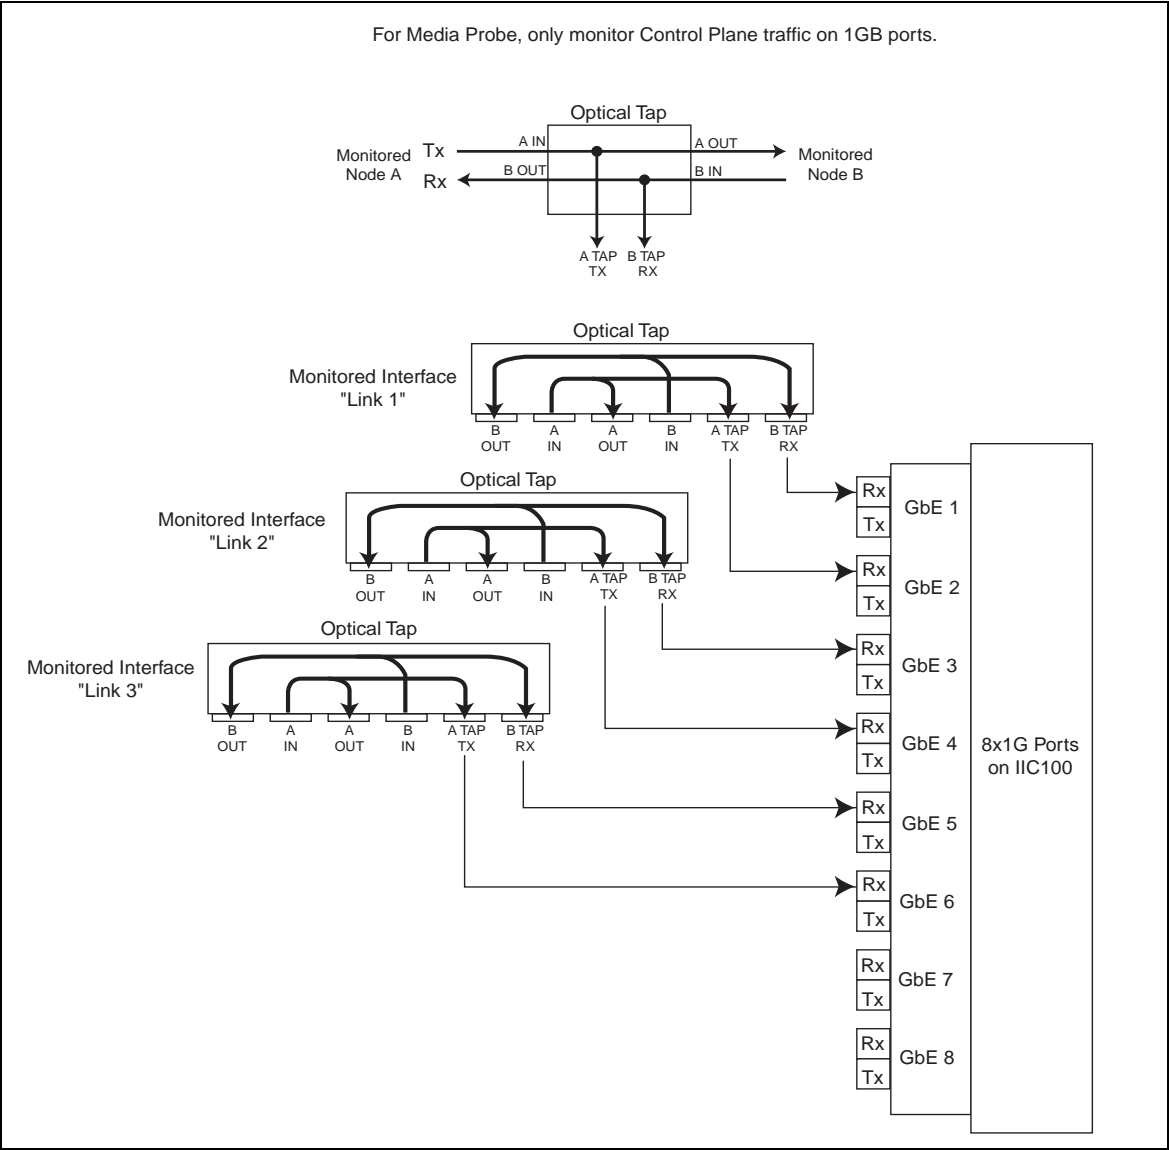 For Media Probe, only monitor Control Plane traffic on 1GB ports.
Optical Tap
A IN
A OUT
Monitored
Node A
Tx
Rx
B OUT
B IN
Monitored
Node B
A TAP
TX
B TAP
RX
Optical Tap
Monitored Interface
"Link 1"
B
OUT
A
IN
A
OUT
B
IN
A TAP
TX
B TAP
RX
Optical Tap
Monitored Interface
"Link 2"
B
OUT
A
IN
A
OUT
B
IN
A TAP
TX
B TAP
RX
Optical Tap
Monitored Interface
"Link 3"
B
OUT
A
IN
A
OUT
B
IN
A TAP
TX
B TAP
RX
Rx
Tx
GbE 1
Rx
Tx
GbE 2
Rx
Tx
GbE 3
Rx
Tx
GbE 4
Rx
Tx
GbE 5
Rx
Tx
GbE 6
Rx
Tx
GbE 7
Rx
Tx
GbE 8
8x1G Ports
on IIC100